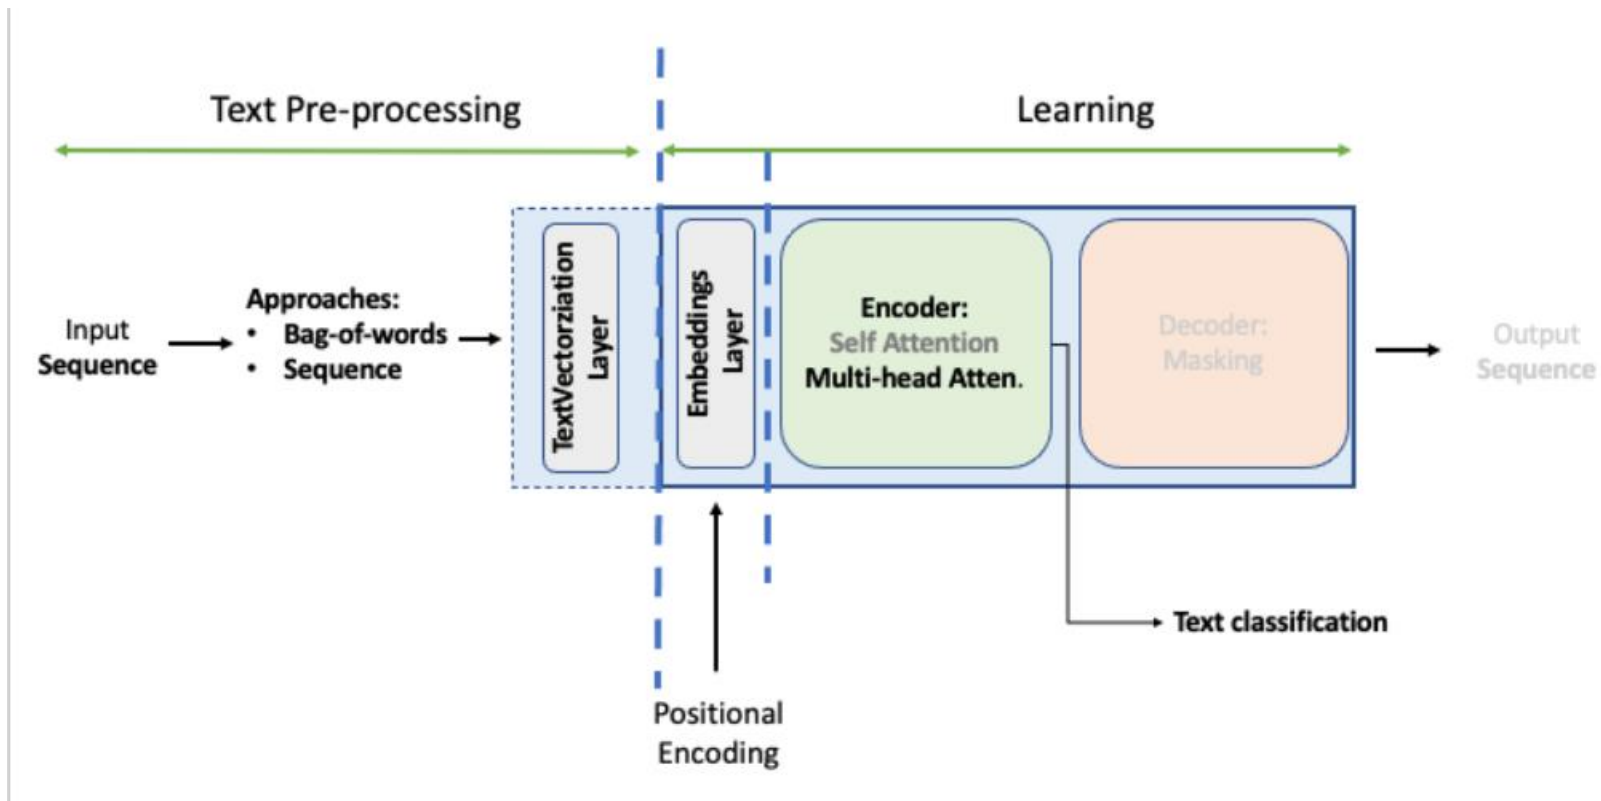 Text Pre-processing
Learning
Input
Sequence
Approaches:
• Bag-of-words
• Sequence
TextVectorziation
Layer
Embeddings
Layer
Encoder:
Self Attention
Multi-head Atten.
Decoder:
Masking
Output
Sequence
Text classification
Positional
Encoding